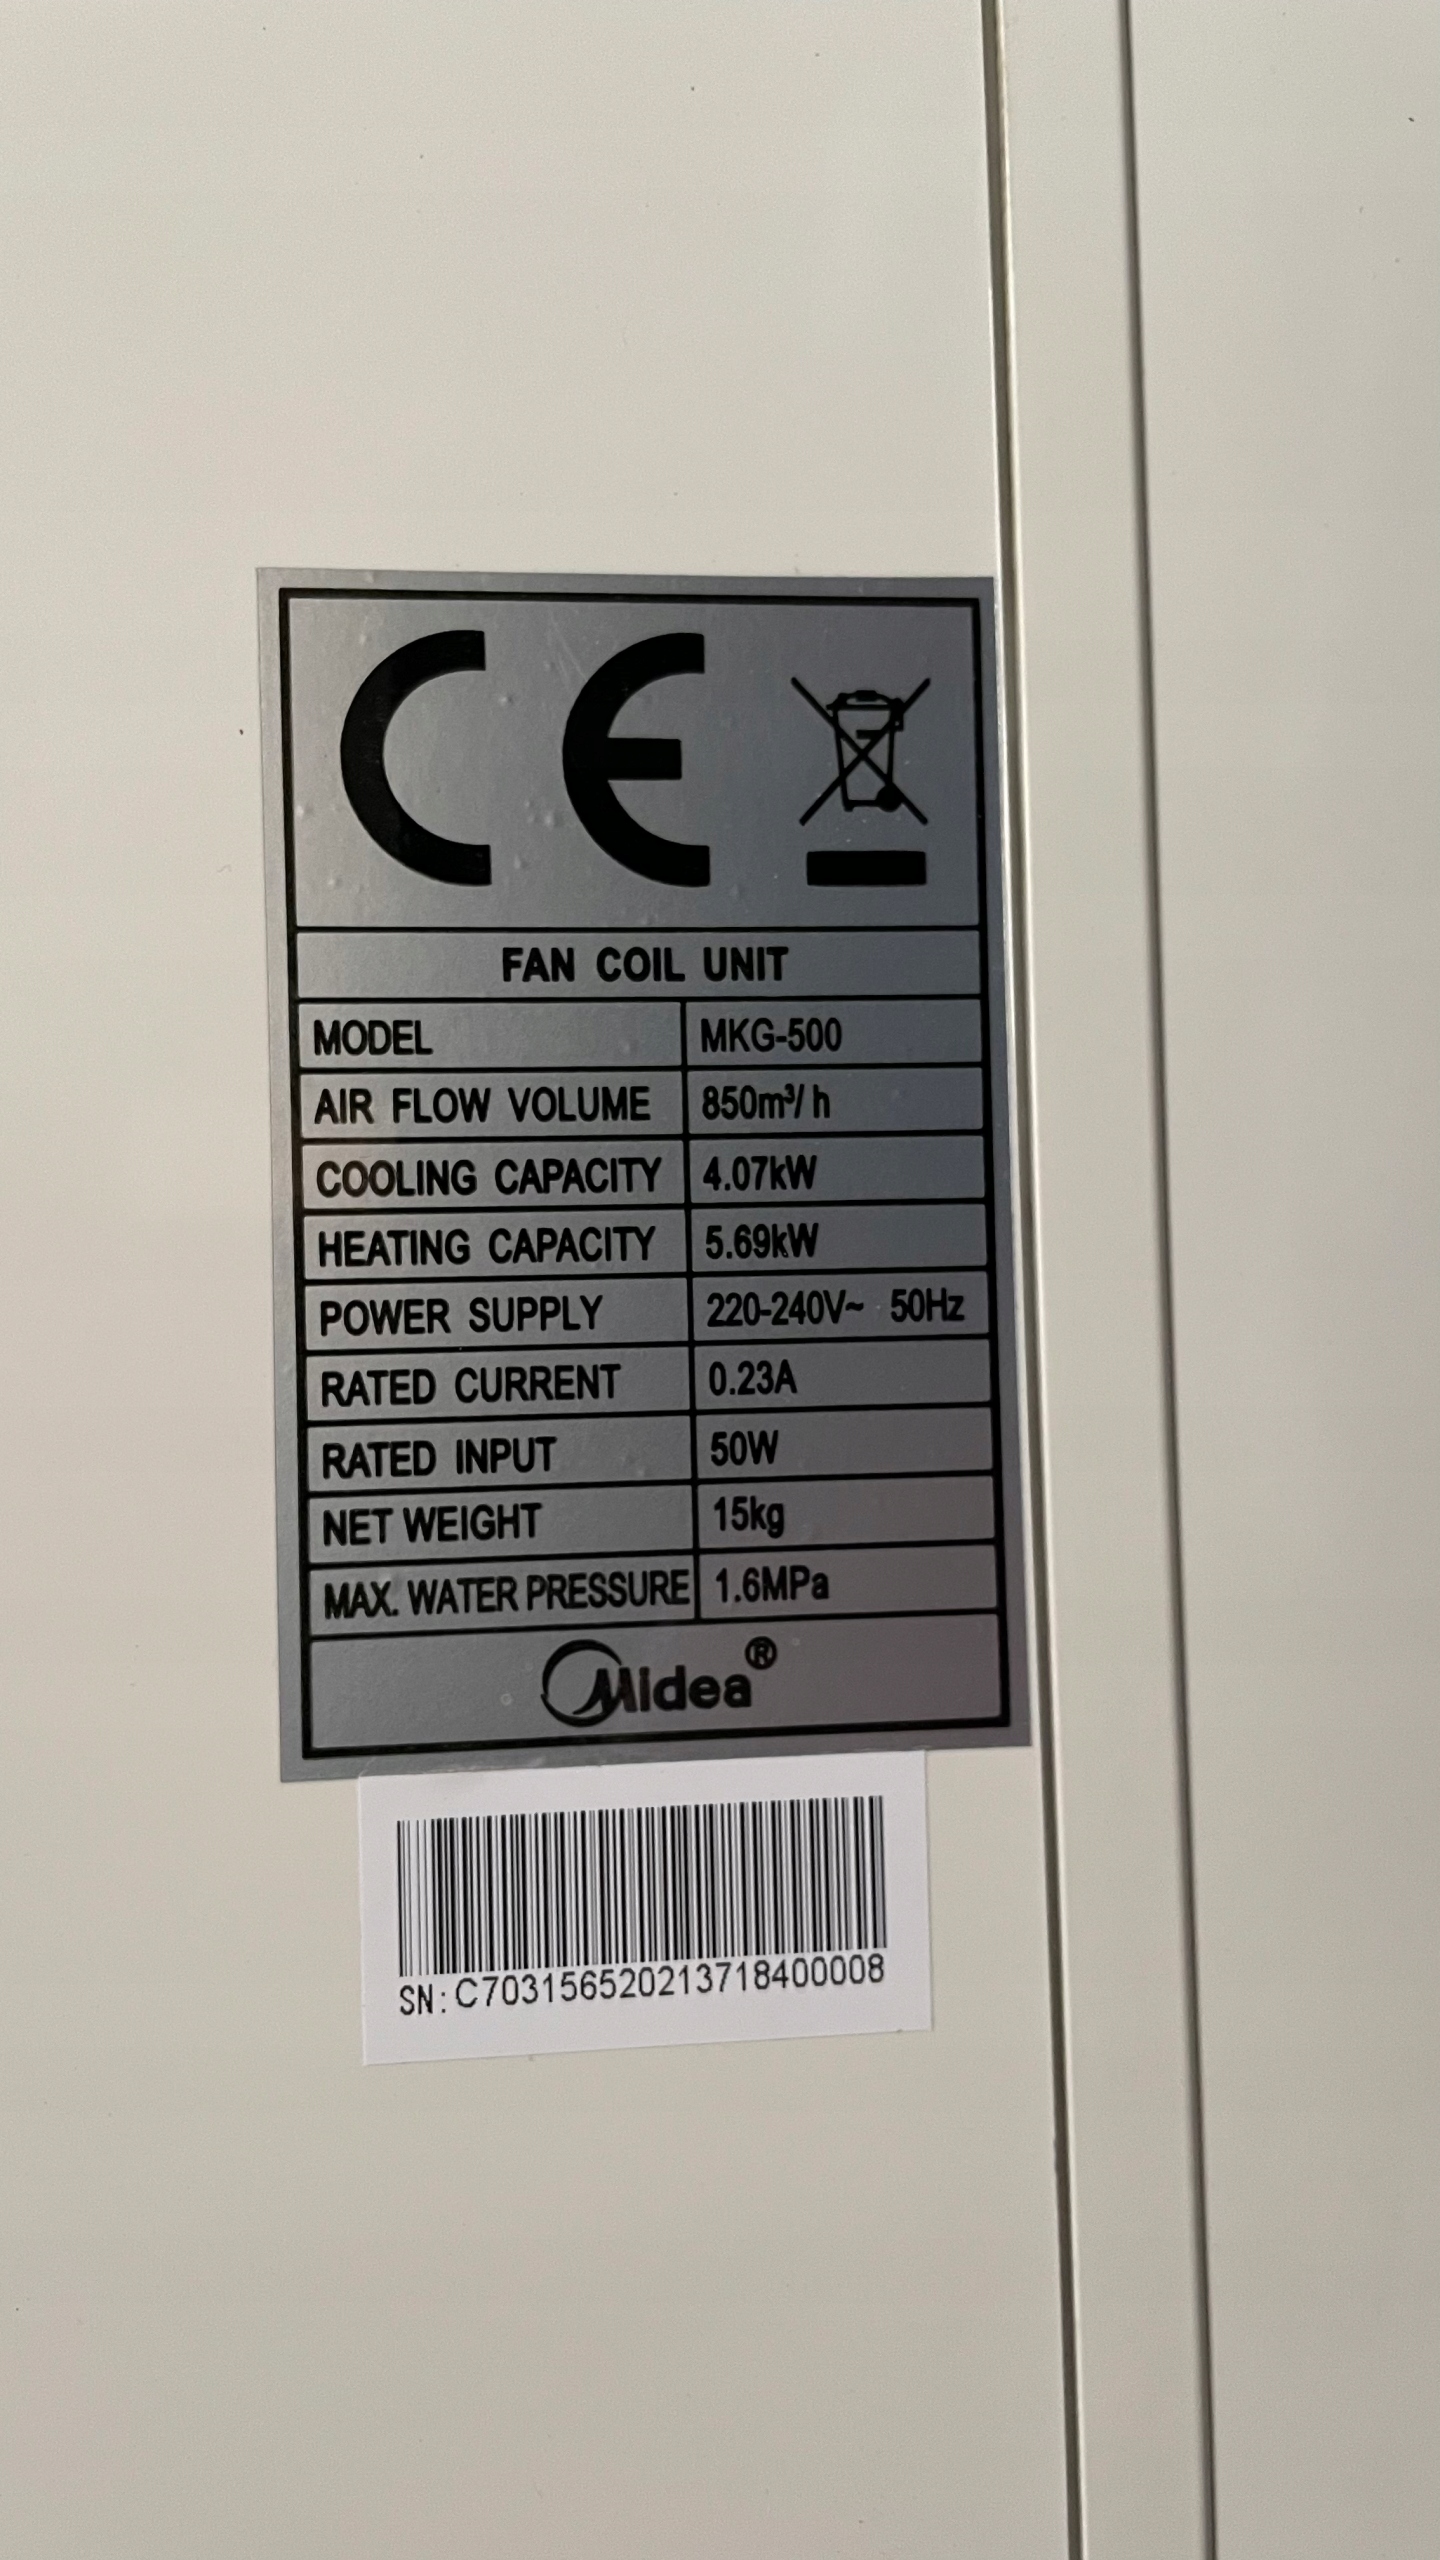 CE
FAN COIL UNIT
MODEL MKG-500
AIR FLOW VOLUME 850m³/ h
COOLING CAPACITY 4.07kW
HEATING CAPACITY 5.69kW
POWER SUPPLY 220-240V~ 50Hz
RATED CURRENT 0.23A
RATED INPUT 50W
NET WEIGHT 15kg
MAX. WATER PRESSURE 1.6MPa
Midea®
SN:C703156520213718400008